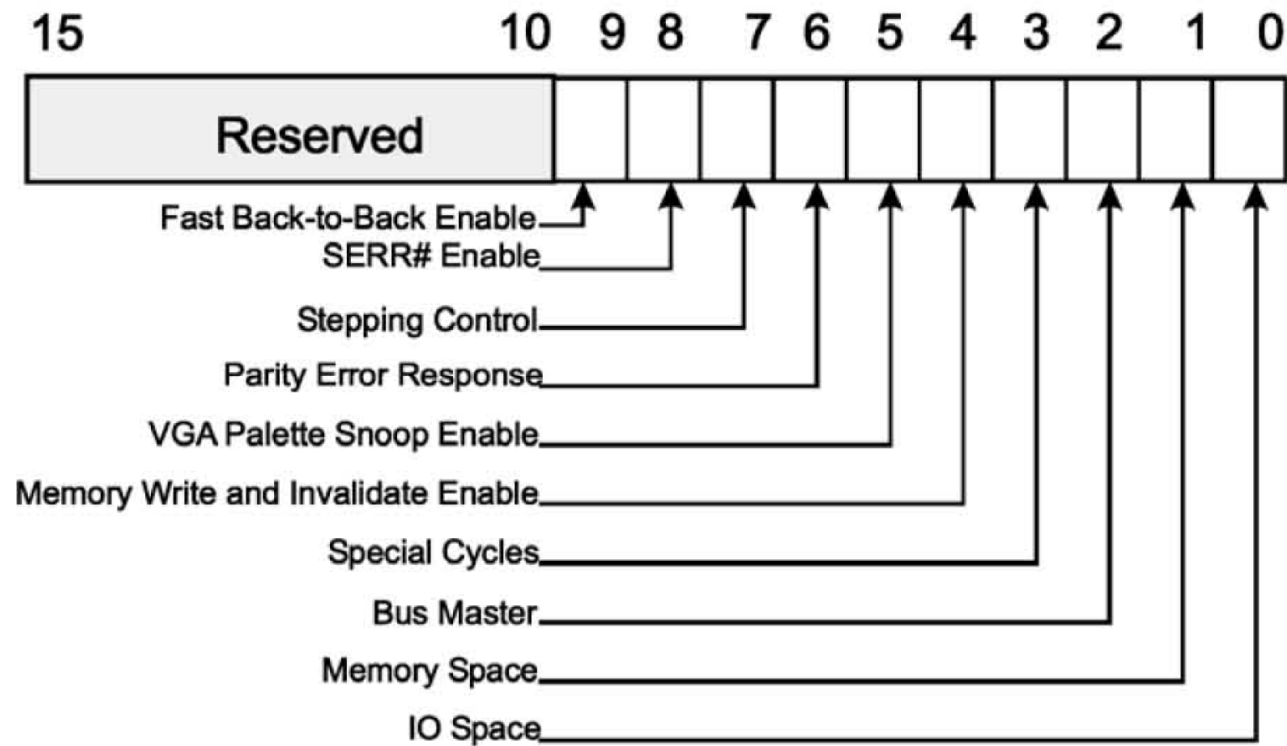 15 10 9 8 7 6 5 4 3 2 1 0
Reserved
Fast Back-to-Back Enable
SERR# Enable
Stepping Control
Parity Error Response
VGA Palette Snoop Enable
Memory Write and Invalidate Enable
Special Cycles
Bus Master
Memory Space
IO Space